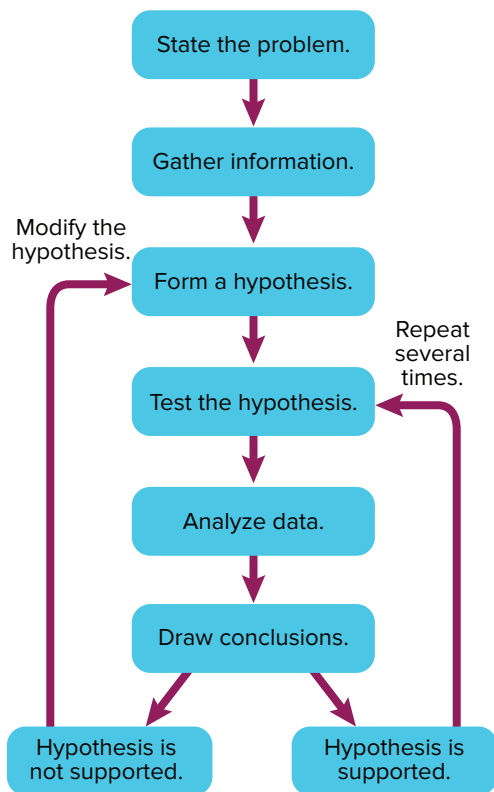 State the problem.
Gather information.
Modify the
hypothesis.
Form a hypothesis.
Repeat
several
times.
Test the hypothesis.
Analyze data.
Draw conclusions.
Hypothesis is
not supported.
Hypothesis is
supported.